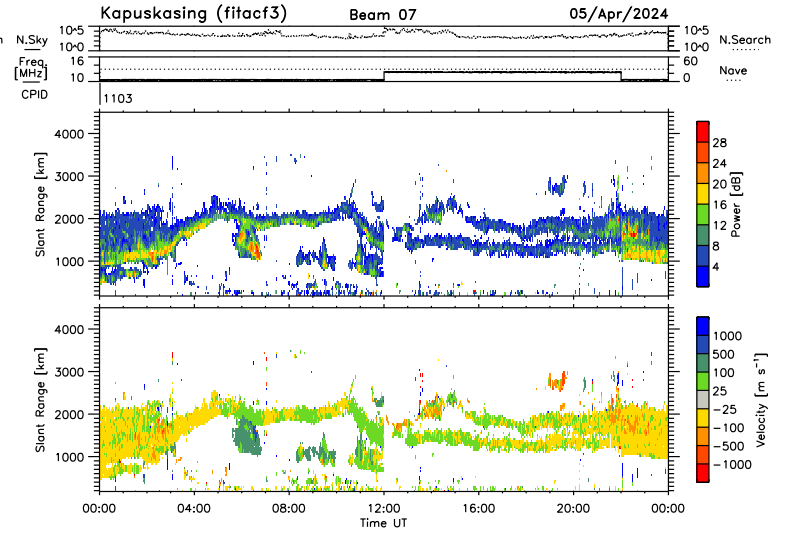 Kapuskasing (fitacf3) Beam 07 05/Apr/2024
N.Sky 10^5 10^5 N.Search
10^0 10^0
Freq. 16 60
[MHz] 10 0 Nave
CPID 1103
4000
3000
2000
1000
Slant Range [km]
28
24
20
16
12
8
4
Power [dB]
4000
3000
2000
1000
Slant Range [km]
1000
500
100
25
-25
-100
-500
-1000
Velocity [m s⁻¹]
00:00 04:00 08:00 12:00 16:00 20:00 00:00
Time UT